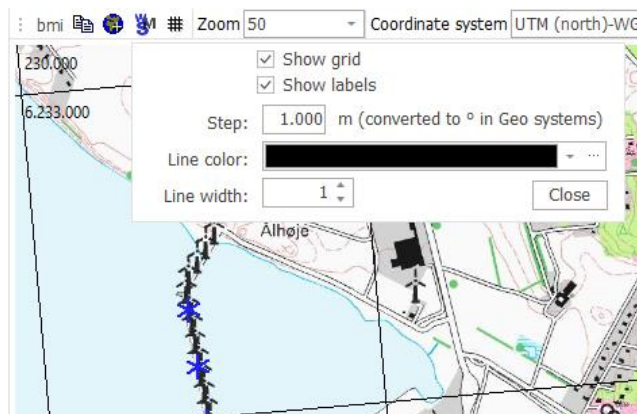 bmi M # Zoom 50 Coordinate system UTM (north)-WG
230.000
6.233.000
Show grid
Show labels
Step: 1.000 m (converted to º in Geo systems)
Line color:
Line width: 1 Close
Ålhøje